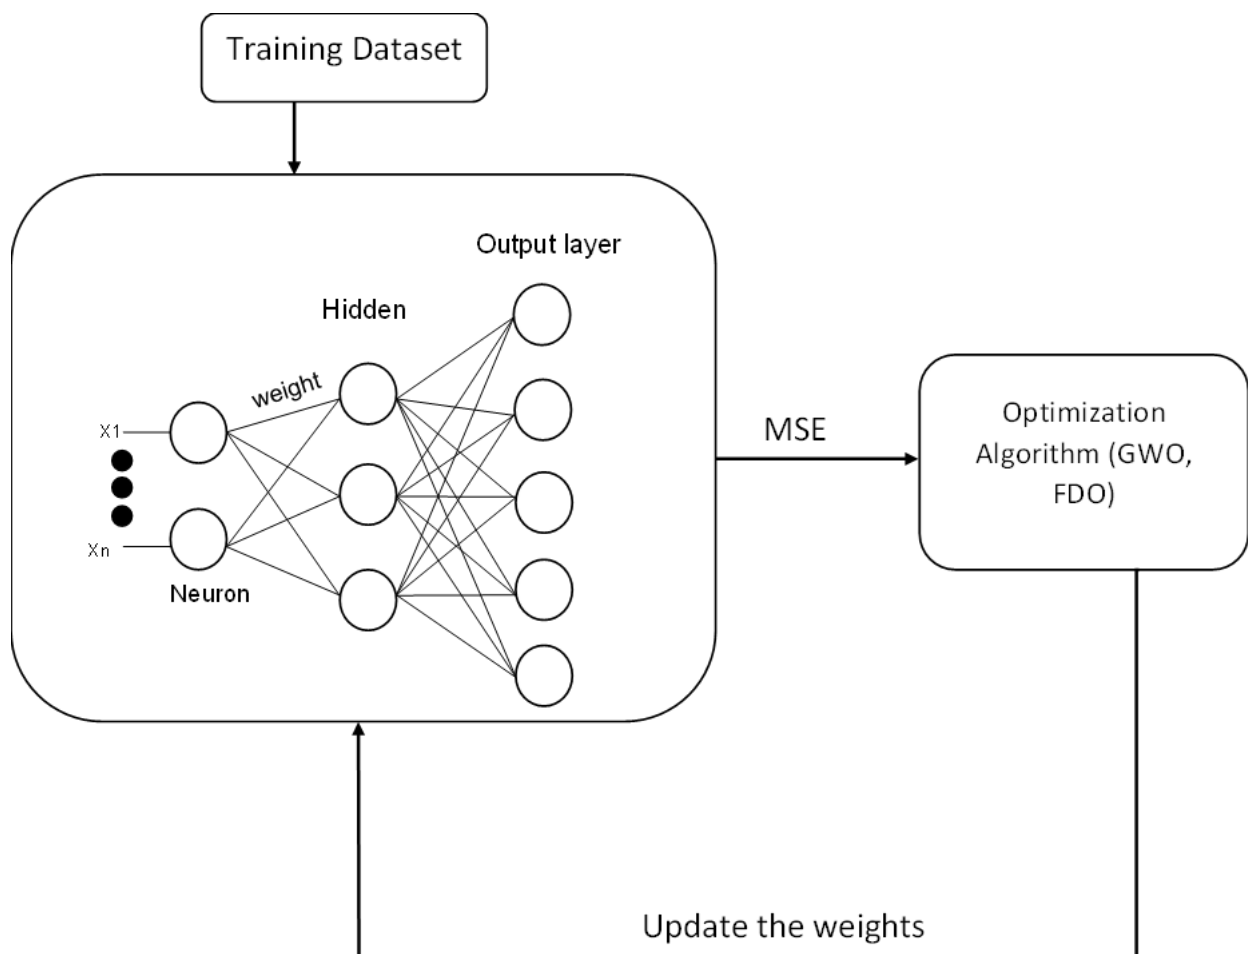 Training Dataset
Output layer
Hidden
weight
X1
Xn
Neuron
MSE
Optimization
Algorithm (GWO,
FDO)
Update the weights